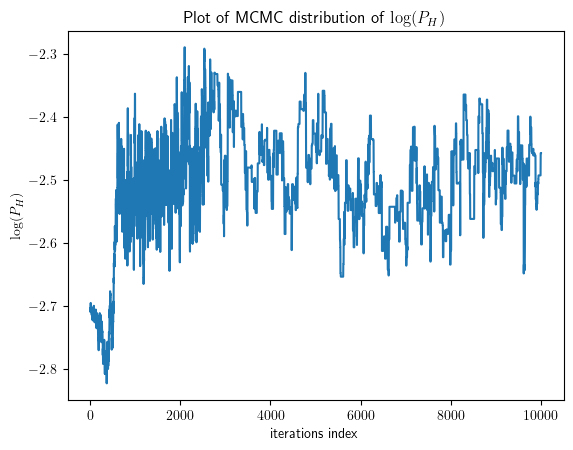 Plot of MCMC distribution of log(P_H)
−2.3
−2.4
−2.5
−2.6
−2.7
−2.8
log(P_H)
0 2000 4000 6000 8000 10000
iterations index